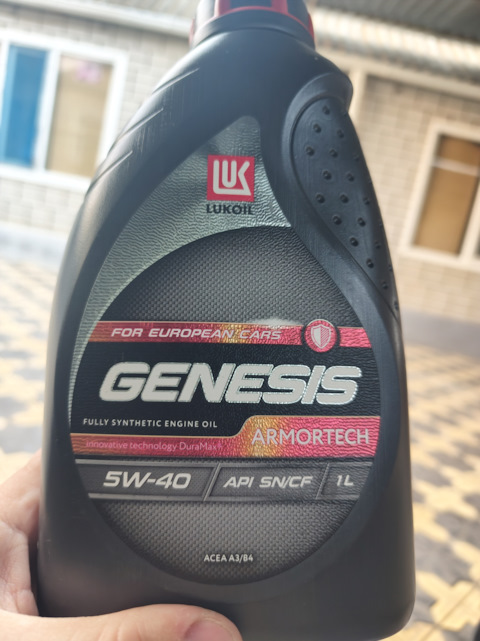 LUK
LUKOIL
FOR EUROPEAN CARS
GENESIS
FULLY SYNTHETIC ENGINE OIL
innovative technology DuraMax®
ARMORTECH
5W-40 API SN/CF 1L
ACEA A3/B4